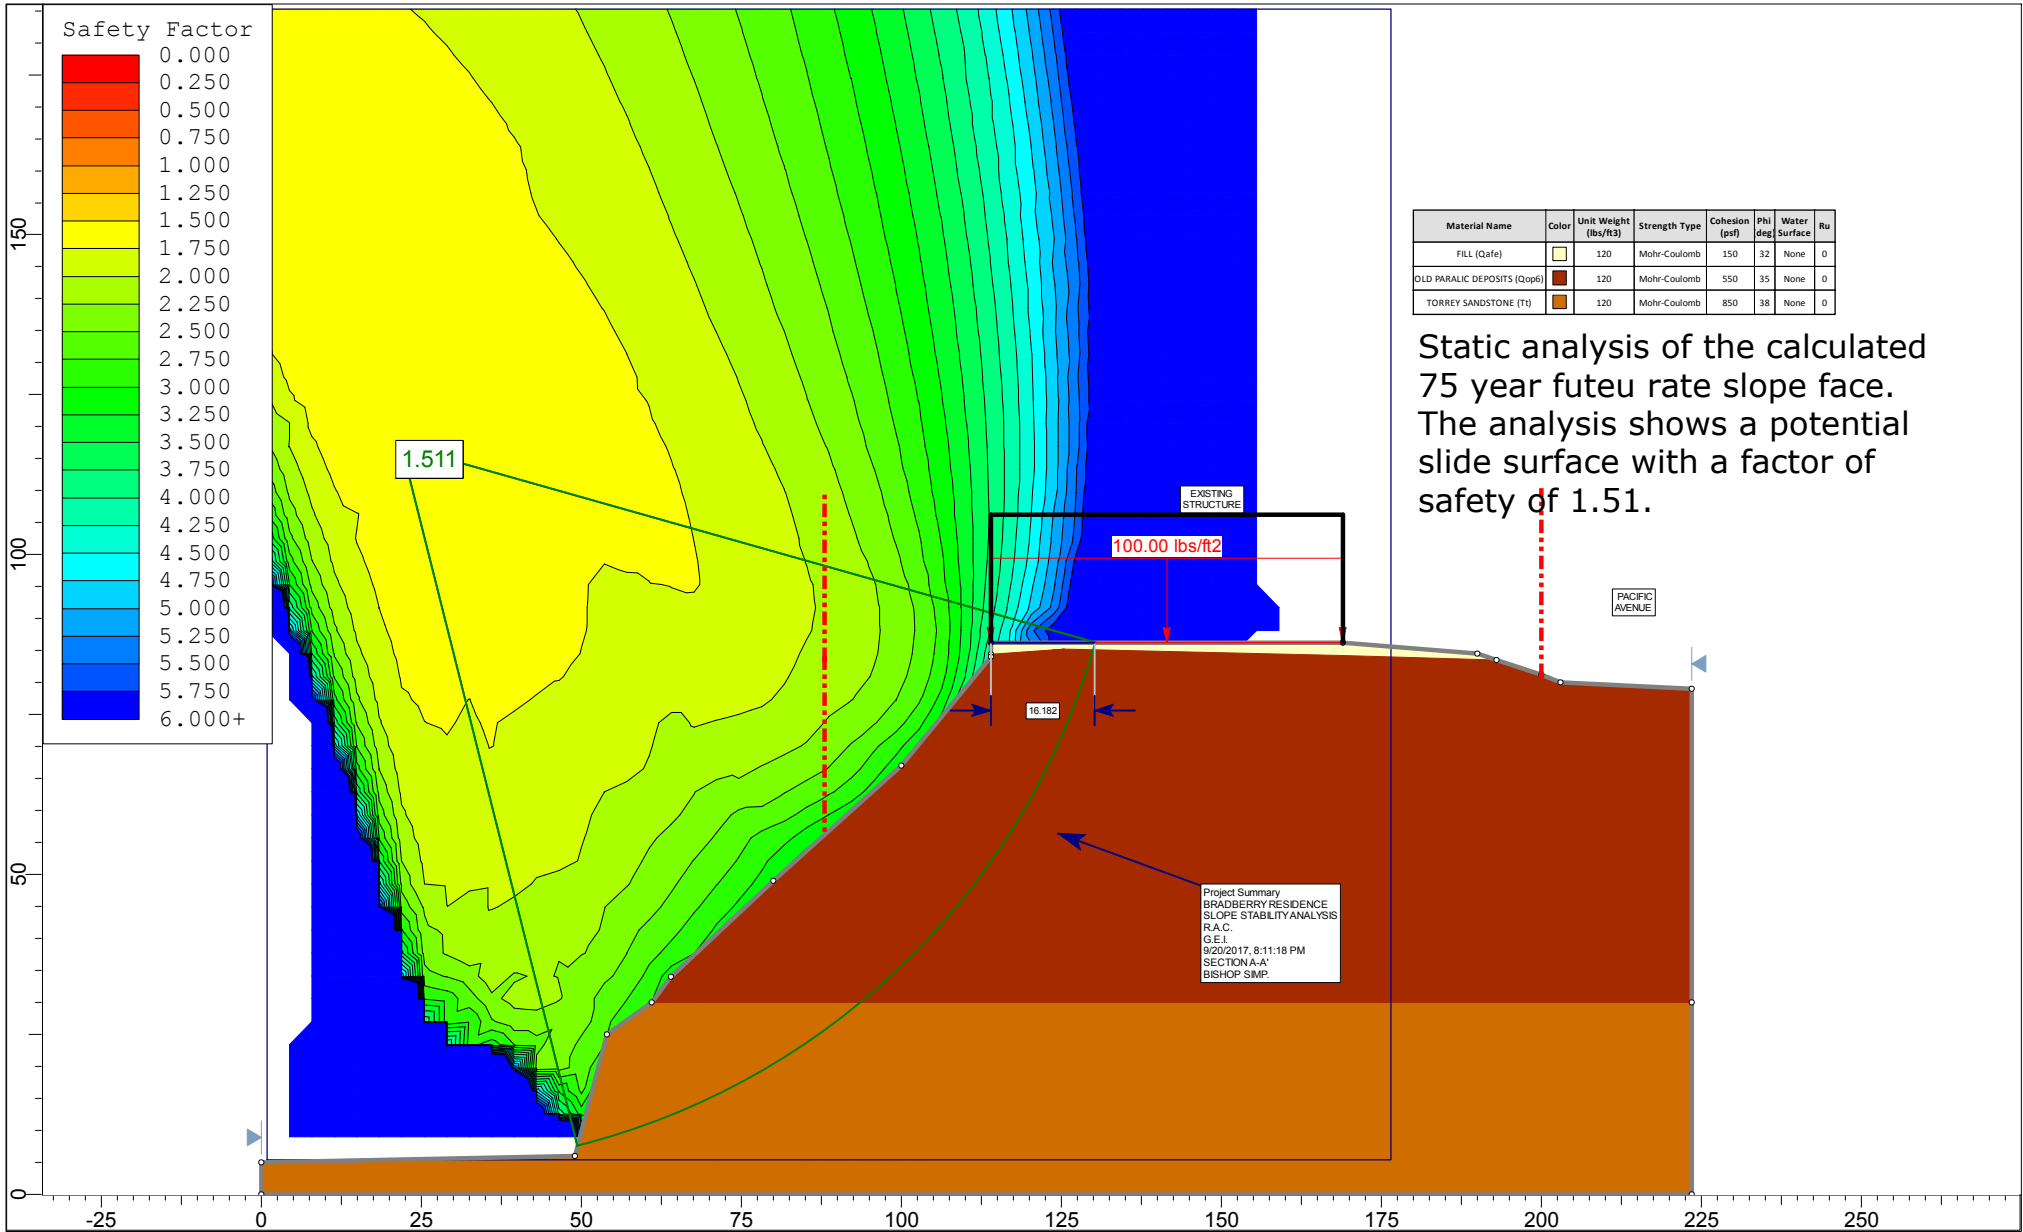 Safety Factor
0.000
0.250
0.500
0.750
1.000
1.250
1.500
1.750
2.000
2.250
2.500
2.750
3.000
3.250
3.500
3.750
4.000
4.250
4.500
4.750
5.000
5.250
5.500
5.750
6.000+
Material Name Color Unit Weight (lbs/ft3) Strength Type Cohesion (psf) Phi (deg) Water Surface Ru
FILL (Qafe) 120 Mohr-Coulomb 150 32 None 0
OLD PARALIC DEPOSITS (Qop6) 120 Mohr-Coulomb 550 35 None 0
TORREY SANDSTONE (Tt) 120 Mohr-Coulomb 850 38 None 0
Static analysis of the calculated
75 year futeu rate slope face.
The analysis shows a potential
slide surface with a factor of
safety of 1.51.
1.511
EXISTING
STRUCTURE
100.00 lbs/ft2
PACIFIC
AVENUE
16.182
Project Summary
BRADBERRY RESIDENCE
SLOPE STABILITY ANALYSIS
R.A.C.
G.E.I.
9/20/2017, 8:11:18 PM
SECTION A-A'
BISHOP SIMP.
150
100
50
0
-25 0 25 50 75 100 125 150 175 200 225 250